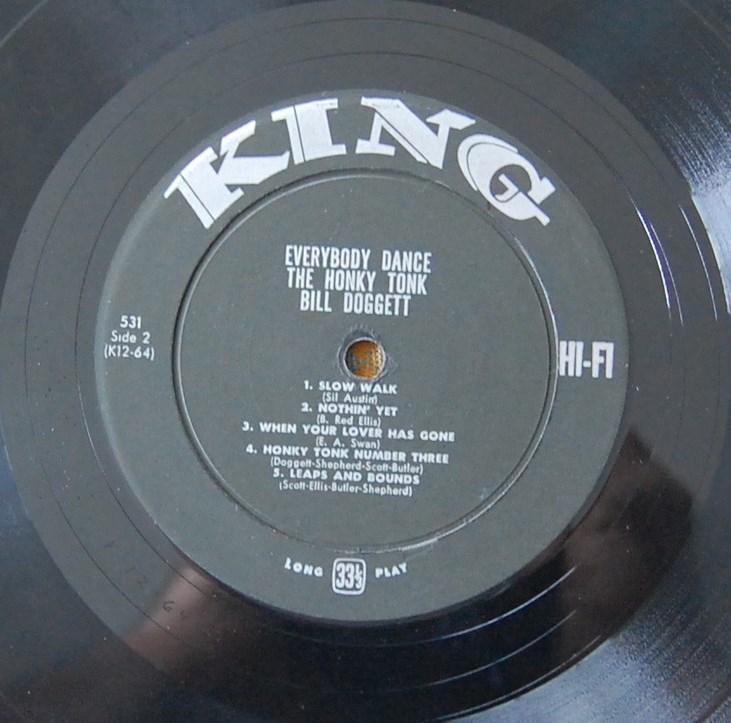 KING
EVERYBODY DANCE
THE HONKY TONK
BILL DOGGETT
531
Side 2
(K12-64)
HI-FI
1. SLOW WALK
(Sil Austin)
2. NOTHIN' YET
(B. Red Ellis)
3. WHEN YOUR LOVER HAS GONE
(E. A. Swan)
4. HONKY TONK NUMBER THREE
(Doggett-Shepherd-Scott-Butler)
5. LEAPS AND BOUNDS
(Scott-Ellis-Butler-Shepherd)
LONG 33⅓ PLAY